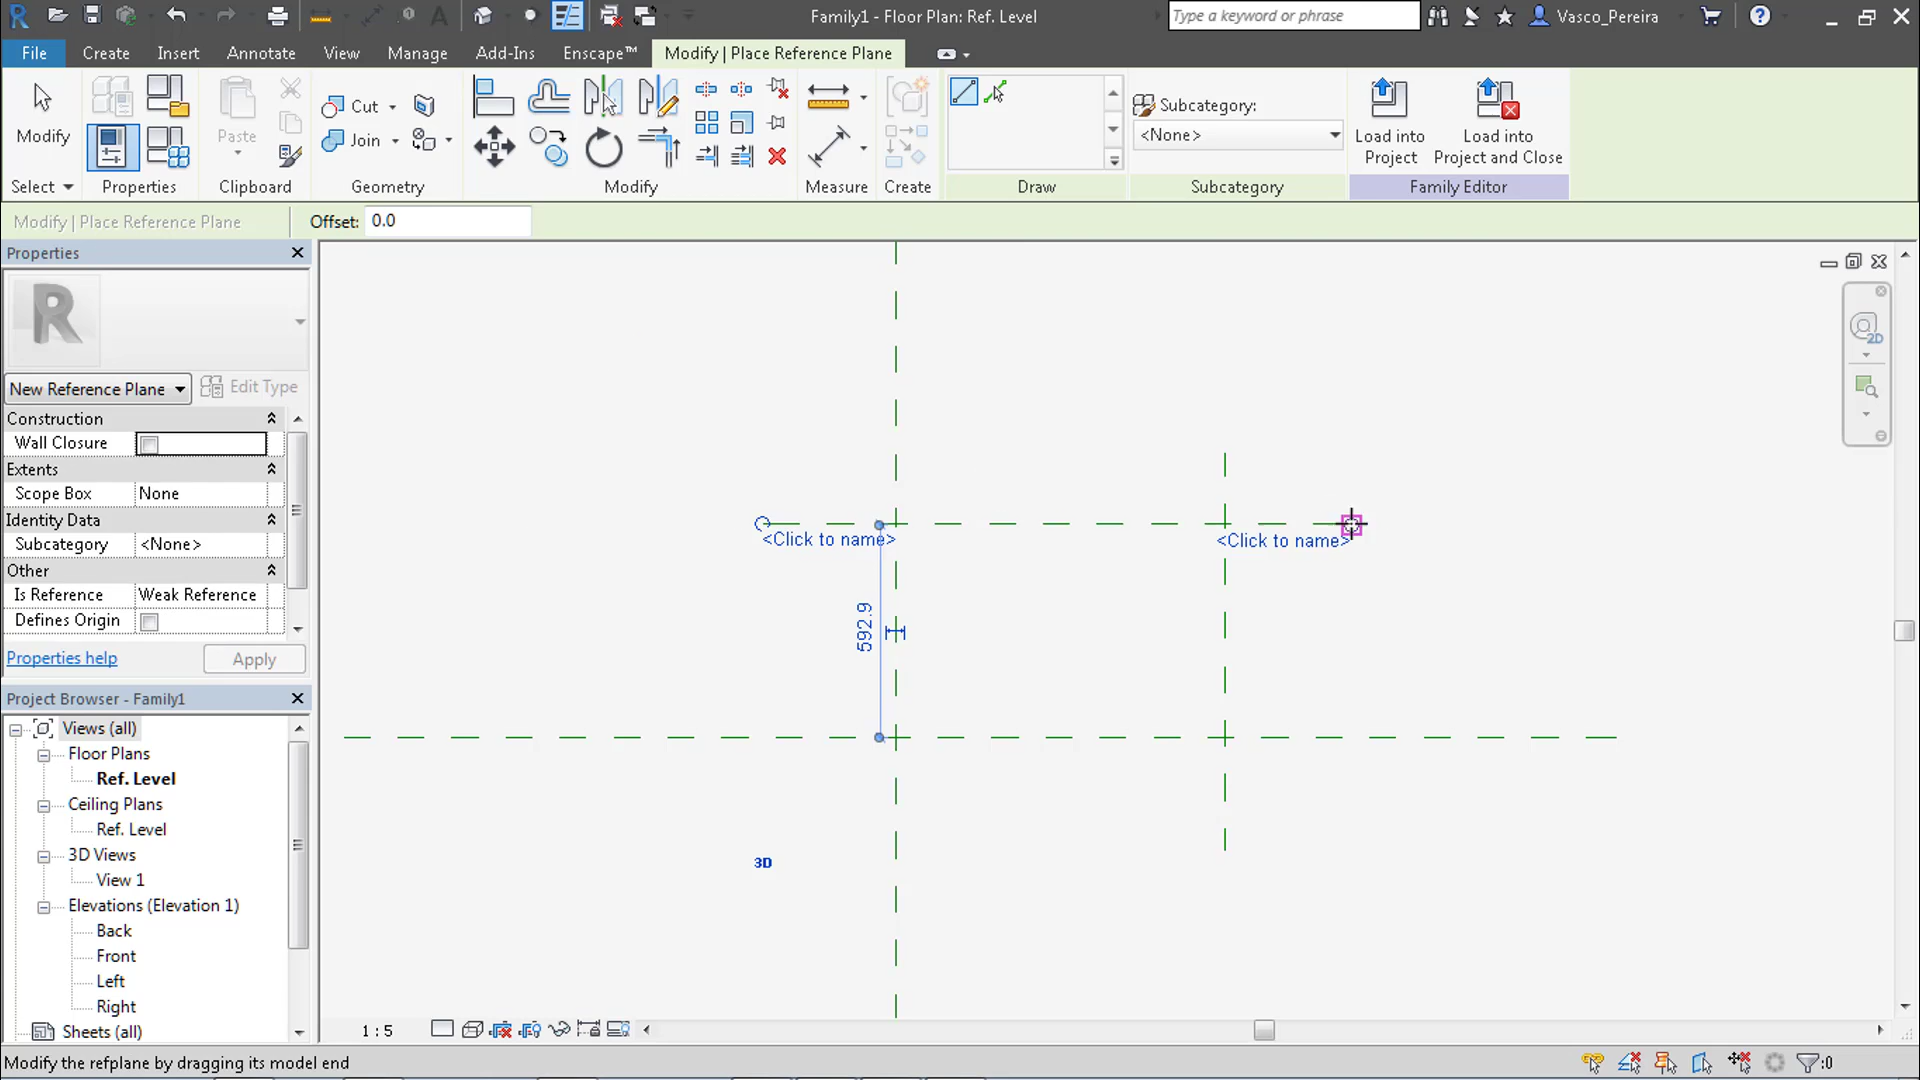 Family1 - Floor Plan: Ref. Level
Type a keyword or phrase
Vasco_Pereira
File
Create
Insert
Annotate
View
Manage
Add-Ins
Enscape™
Modify | Place Reference Plane
Modify
Paste
Cut
Join
Subcategory:
<None>
Load into
Project
Load into
Project and Close
Select
Properties
Clipboard
Geometry
Modify
Measure
Create
Draw
Subcategory
Family Editor
Modify | Place Reference Plane
Offset: 0.0
Properties
R
New Reference Plane
Edit Type
Construction
Wall Closure
Extents
Scope Box None
Identity Data
Subcategory <None>
Other
Is Reference Weak Reference
Defines Origin
Properties help
Apply
Project Browser - Family1
Views (all)
Floor Plans
Ref. Level
Ceiling Plans
Ref. Level
3D Views
View 1
Elevations (Elevation 1)
Back
Front
Left
Right
Sheets (all)
<Click to name>
<Click to name>
592.9
3D
2D
1 : 5
Modify the refplane by dragging its model end
:0